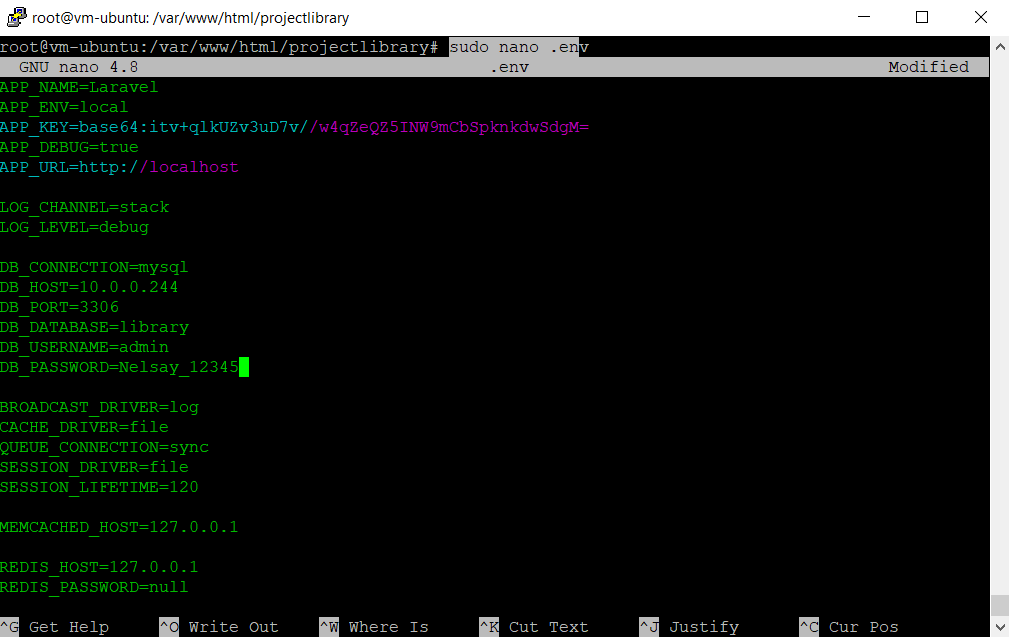 root@vm-ubuntu: /var/www/html/projectlibrary
root@vm-ubuntu:/var/www/html/projectlibrary# sudo nano .env
GNU nano 4.8 .env Modified
APP_NAME=Laravel
APP_ENV=local
APP_KEY=base64:itv+qlkUZv3uD7v//w4qZeQZ5INW9mCbSpknkdwSdgM=
APP_DEBUG=true
APP_URL=http://localhost
LOG_CHANNEL=stack
LOG_LEVEL=debug
DB_CONNECTION=mysql
DB_HOST=10.0.0.244
DB_PORT=3306
DB_DATABASE=library
DB_USERNAME=admin
DB_PASSWORD=Nelsay_12345
BROADCAST_DRIVER=log
CACHE_DRIVER=file
QUEUE_CONNECTION=sync
SESSION_DRIVER=file
SESSION_LIFETIME=120
MEMCACHED_HOST=127.0.0.1
REDIS_HOST=127.0.0.1
REDIS_PASSWORD=null
^G Get Help ^O Write Out ^W Where Is ^K Cut Text ^J Justify ^C Cur Pos